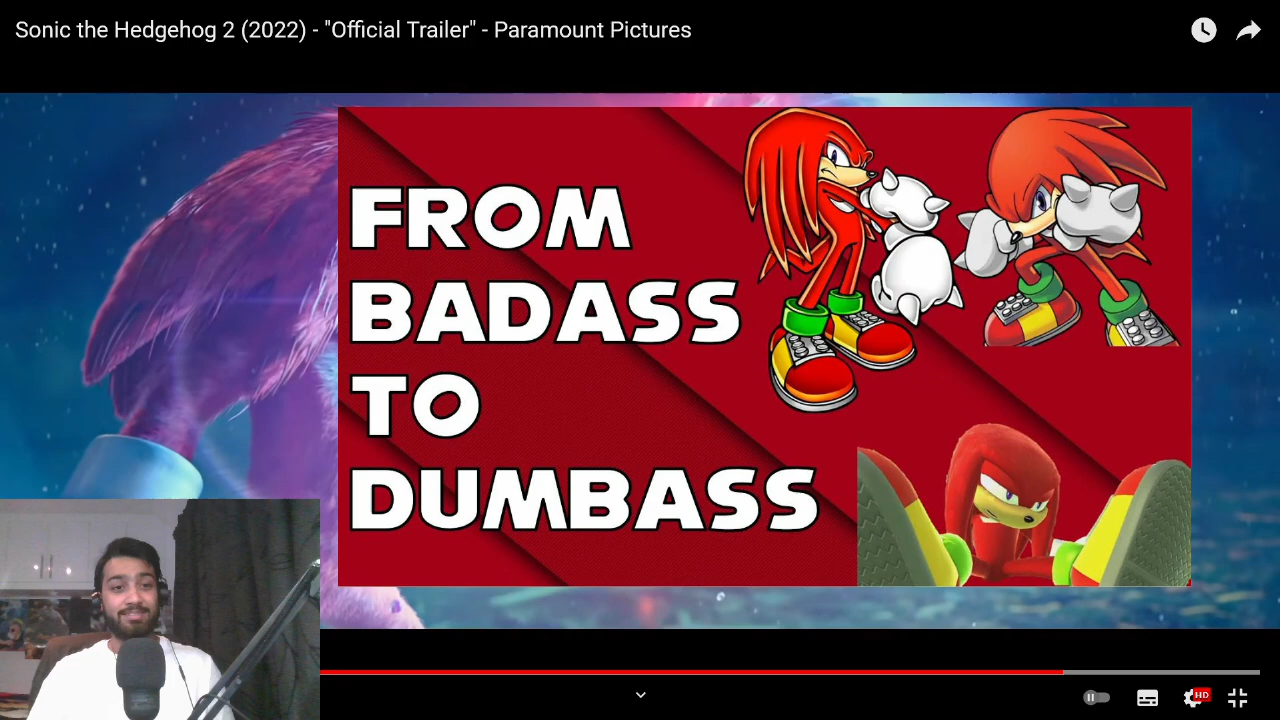 Sonic the Hedgehog 2 (2022) - "Official Trailer" - Paramount Pictures
FROM
BADASS
TO
DUMBASS
HD